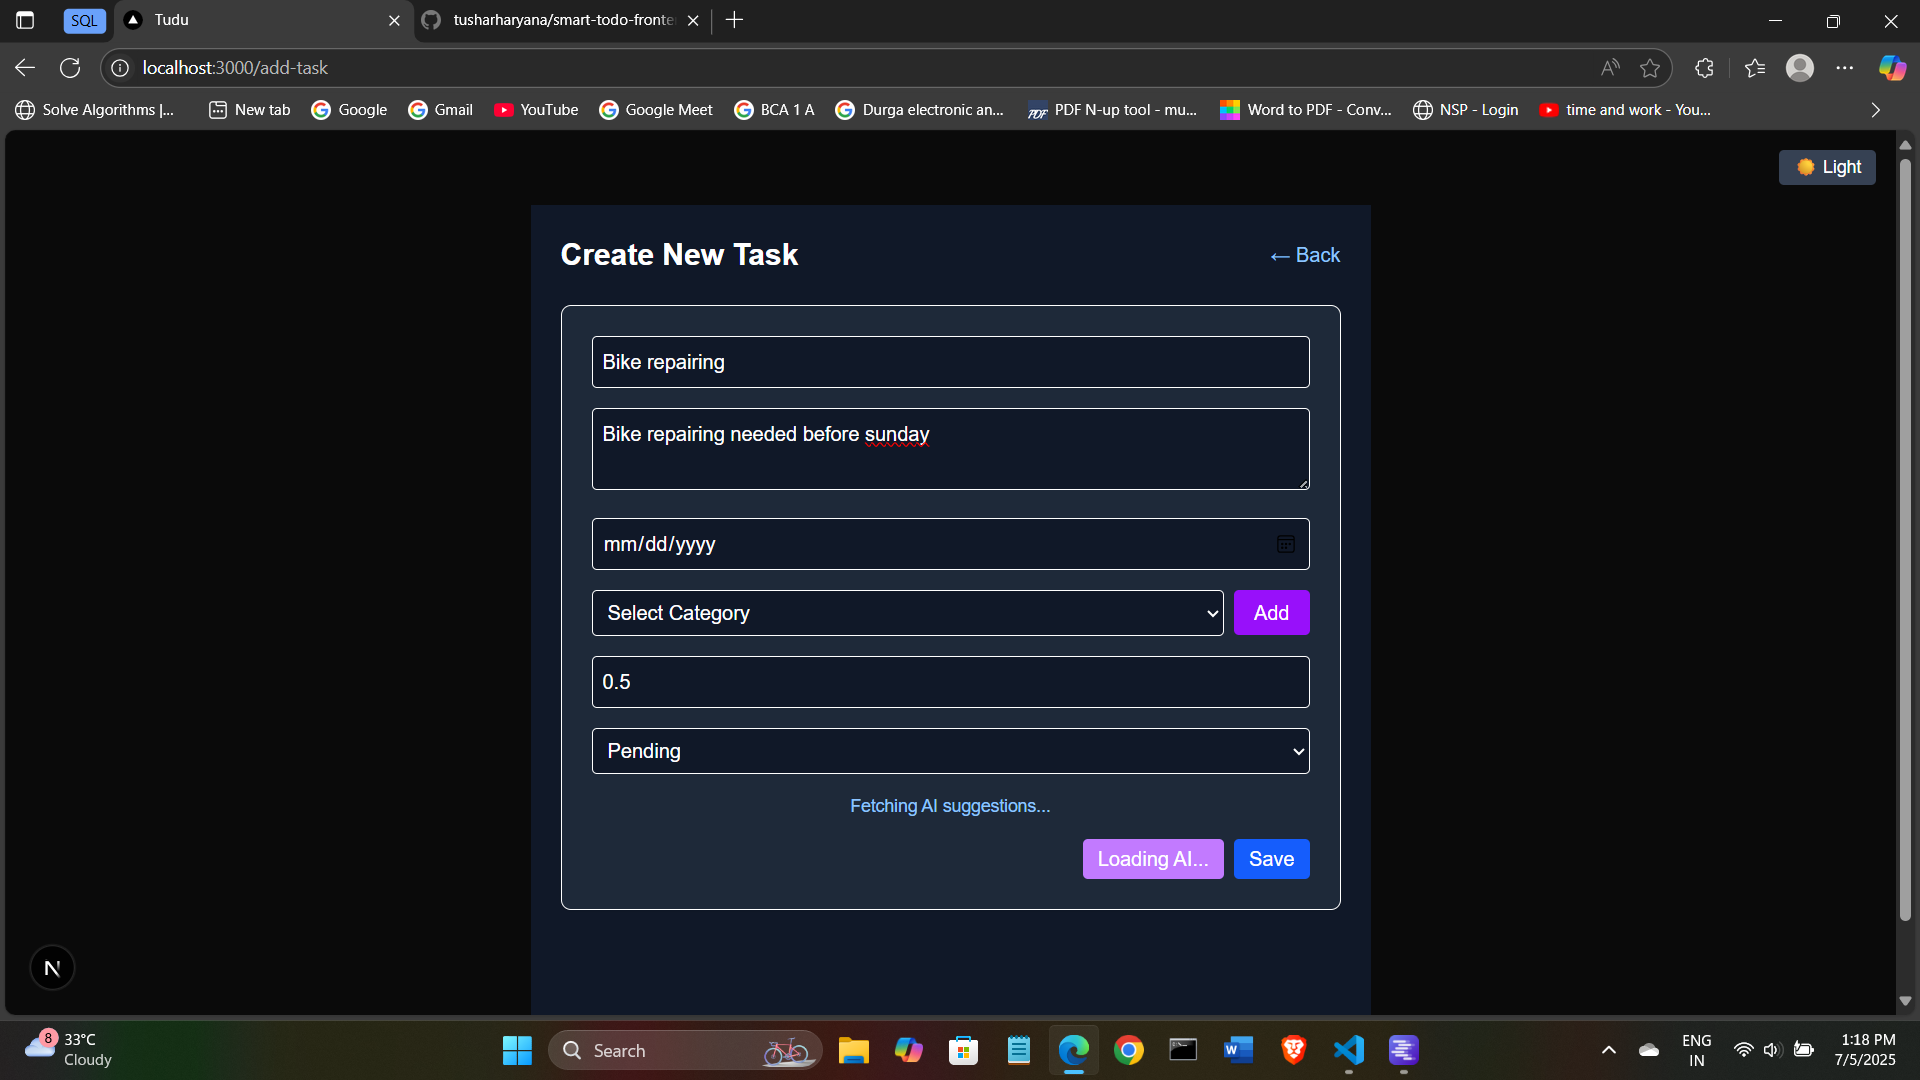 SQL
Tudu
tusharharyana/smart-todo-fronte
localhost:3000/add-task
Solve Algorithms |...
New tab
Google
Gmail
YouTube
Google Meet
BCA 1 A
Durga electronic an...
PDF
PDF N-up tool - mu...
Word to PDF - Conv...
NSP - Login
time and work - You...
Light
Create New Task
← Back
Bike repairing
Bike repairing needed before sunday
mm/dd/yyyy
Select Category
Add
0.5
Pending
Fetching AI suggestions...
Loading AI...
Save
N
8
33°C
Cloudy
Search
W
ENG
IN
1:18 PM
7/5/2025